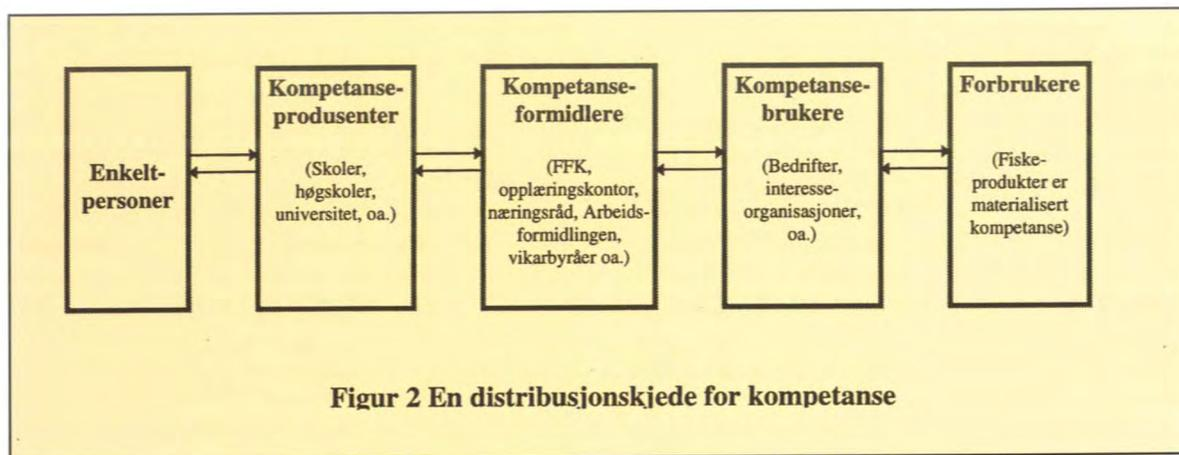 Enkelt-
personer
Kompetanse-
produsenter
(Skoler,
høgskoler,
universitet, oa.)
Kompetanse-
formidlere
(FFK,
opplæringskontor,
næringsråd, Arbeids-
formidlingen,
vikarbyråer oa.)
Kompetanse-
brukere
(Bedrifter,
interesse-
organisasjoner,
oa.)
Forbrukere
(Fiske-
produkter er
materialisert
kompetanse)
Figur 2 En distribusjonskjede for kompetanse